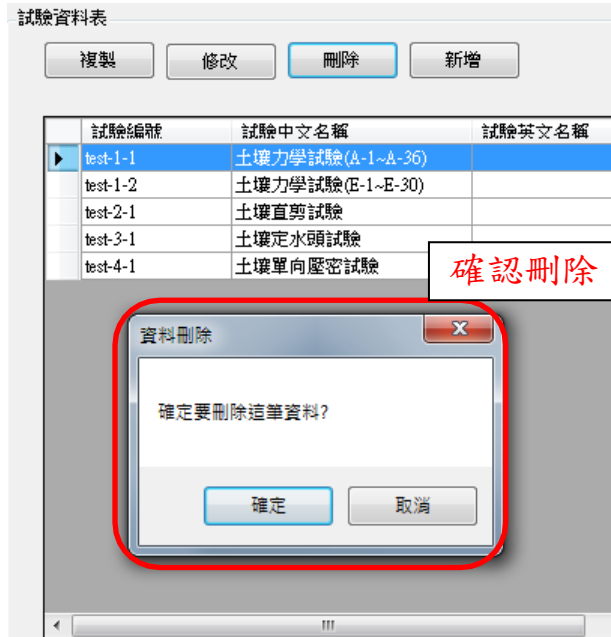 試驗資料表
複製 修改 刪除 新增
試驗編號 試驗中文名稱 試驗英文名稱
test-1-1 土壤力學試驗(A-1~A-36)
test-1-2 土壤力學試驗(E-1~E-30)
test-2-1 土壤直剪試驗
test-3-1 土壤定水頭試驗
test-4-1 土壤單向壓密試驗
確認刪除
資料刪除
確定要刪除這筆資料?
確定 取消